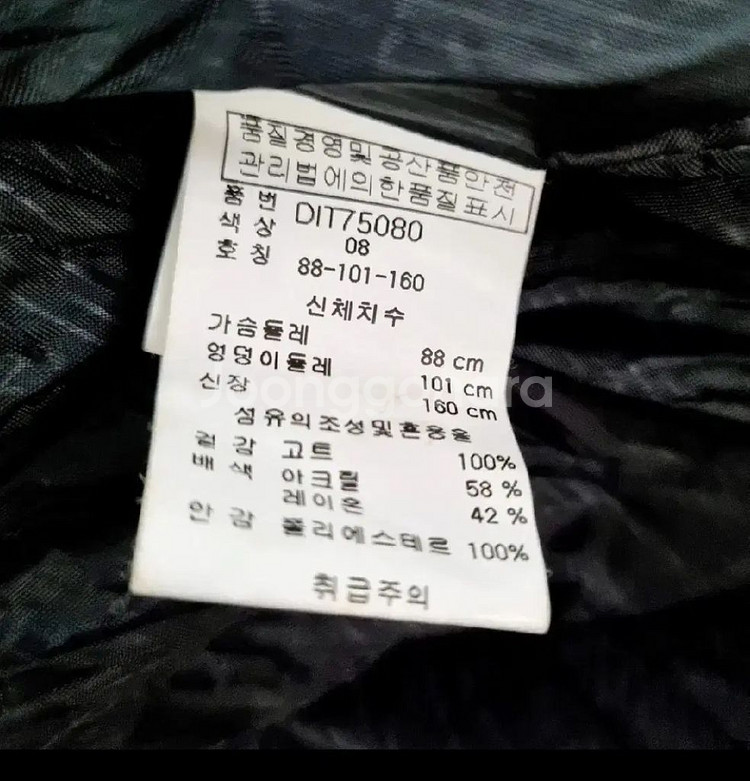 품질경영및 공산품안전
관리법에의한품질표시
품 번 DIT75080
색 상 08
호 칭 88-101-160
신체치수
가슴둘레 88 cm
엉덩이둘레 101 cm
신장 160 cm
섬유의조성및혼용율
겉 감 고트 100%
배 색 아크릴 58 %
레이온 42 %
안 감 폴리에스테르 100%
취급주의
Joonggonara